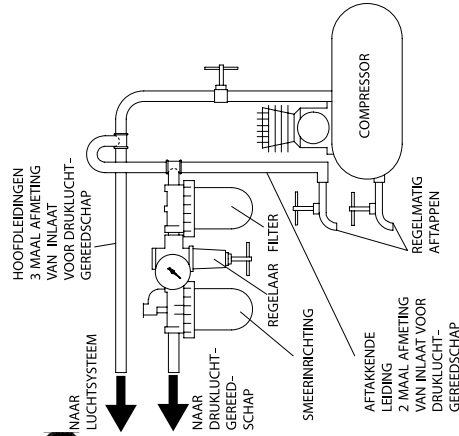 HOOFDLEIDINGEN
3 MAAL AFMETING
VAN INLAAT
VOOR DRUKLUCHT-
GEREEDSCHAP
NAAR
LUCHTSYSTEEM
NAAR
DRUKLUCHT-
GEREED-
SCHAP
SMEERINRICHTING
REGELAAR
FILTER
AFTAKKENDE
LEIDING
2 MAAL AFMETING
VAN INLAAT VOOR
DRUKLUCHT-
GEREEDSCHAP
REGELMATIG
AFTAPPEN
COMPRESSOR